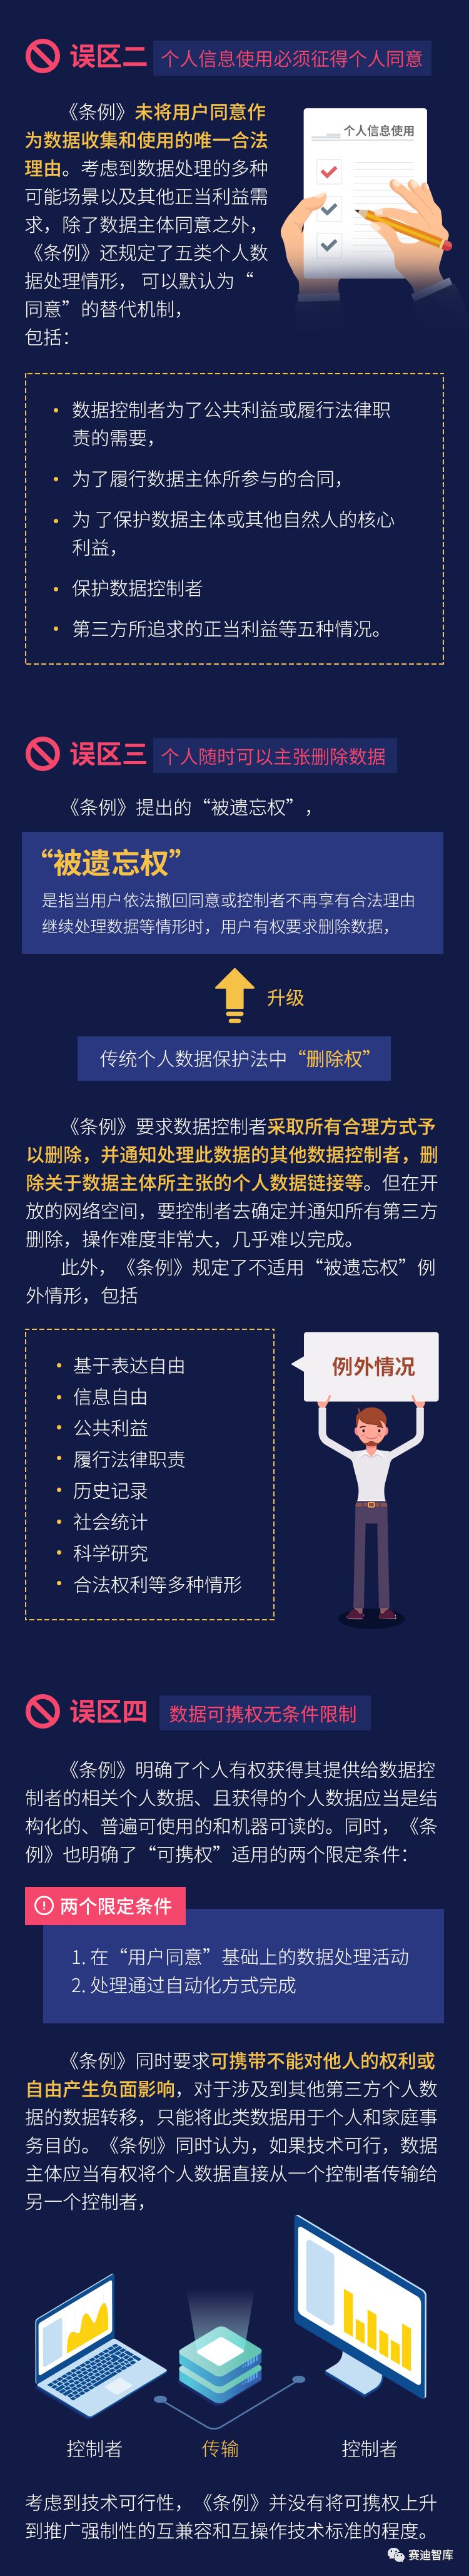 误区二 个人信息使用必须征得个人同意
《条例》未将用户同意作
为数据收集和使用的唯一合法
理由。考虑到数据处理的多种
可能场景以及其他正当利益需
求，除了数据主体同意之外，
《条例》还规定了五类个人数
据处理情形， 可以默认为“
同意”的替代机制，
包括：
个人信息使用
• 数据控制者为了公共利益或履行法律职
责的需要，
• 为了履行数据主体所参与的合同，
• 为 了保护数据主体或其他自然人的核心
利益，
• 保护数据控制者
• 第三方所追求的正当利益等五种情况。
误区三 个人随时可以主张删除数据
《条例》提出的“被遗忘权”，
“被遗忘权”
是指当用户依法撤回同意或控制者不再享有合法理由
继续处理数据等情形时，用户有权要求删除数据，
升级
传统个人数据保护法中“删除权”
《条例》要求数据控制者采取所有合理方式予
以删除，并通知处理此数据的其他数据控制者，删
除关于数据主体所主张的个人数据链接等。但在开
放的网络空间，要控制者去确定并通知所有第三方
删除，操作难度非常大，几乎难以完成。
此外，《条例》规定了不适用“被遗忘权”例
外情形，包括
• 基于表达自由
• 信息自由
• 公共利益
• 履行法律职责
• 历史记录
• 社会统计
• 科学研究
• 合法权利等多种情形
例外情况
误区四 数据可携权无条件限制
《条例》明确了个人有权获得其提供给数据控
制者的相关个人数据、且获得的个人数据应当是结
构化的、普遍可使用的和机器可读的。同时，《条
例》也明确了“可携权”适用的两个限定条件：
两个限定条件
1. 在“用户同意”基础上的数据处理活动
2. 处理通过自动化方式完成
《条例》同时要求可携带不能对他人的权利或
自由产生负面影响，对于涉及到其他第三方个人数
据的数据转移，只能将此类数据用于个人和家庭事
务目的。《条例》同时认为，如果技术可行，数据
主体应当有权将个人数据直接从一个控制者传输给
另一个控制者，
控制者 传输 控制者
考虑到技术可行性，《条例》并没有将可携权上升
到推广强制性的互兼容和互操作技术标准的程度。
赛迪智库